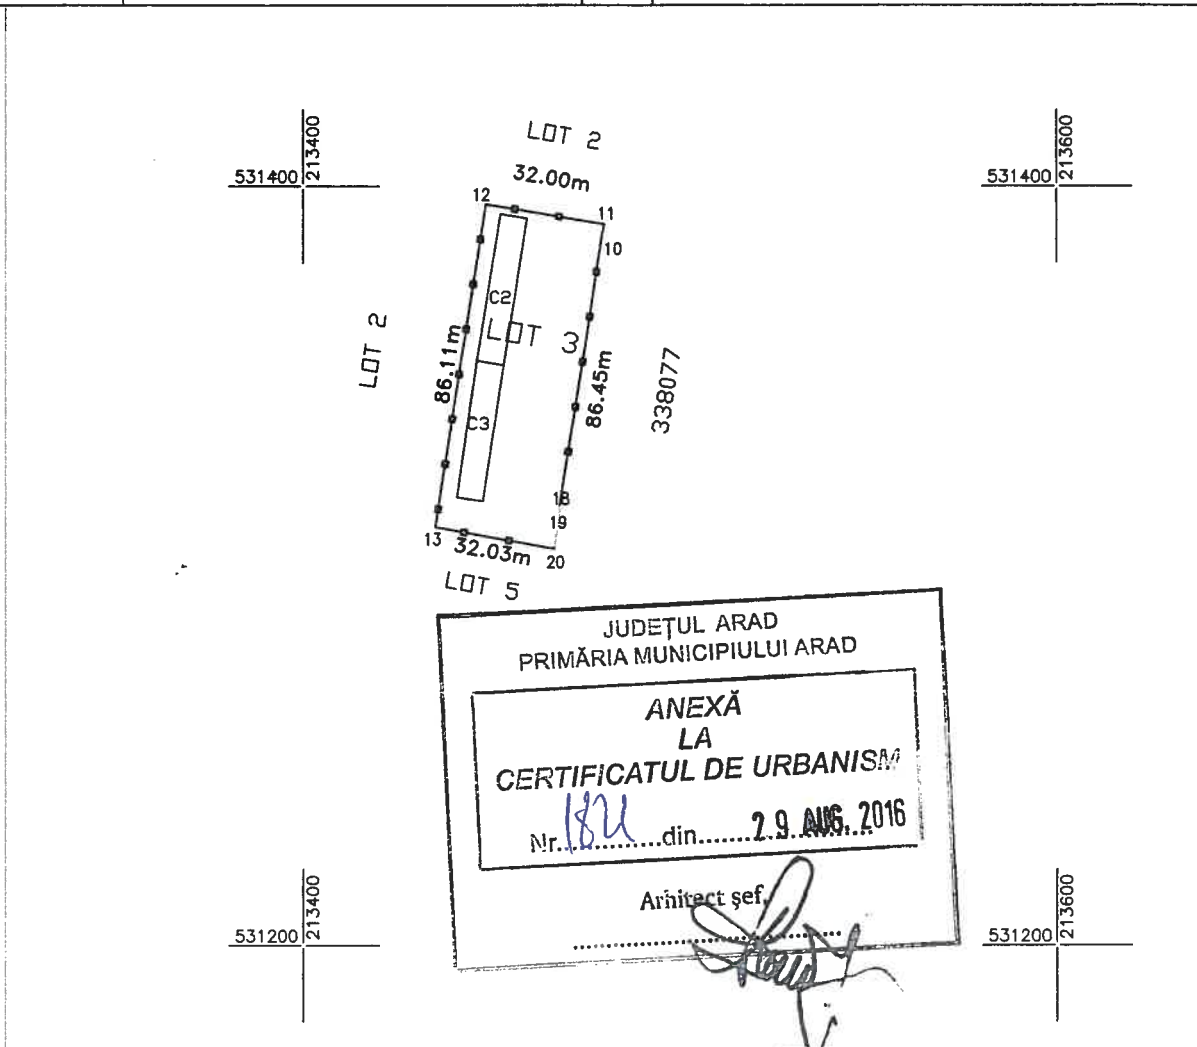 213400
531400
213600
531400
LOT 2
32.00m
12
11
10
C2
LOT 3
LOT 2
86.11m
86.45m
338077
C3
18
19
13
32.03m
20
LOT 5
JUDEȚUL ARAD
PRIMĂRIA MUNICIPIULUI ARAD
ANEXĂ
LA
CERTIFICATUL DE URBANISM
Nr.............din..........29 AUG. 2016
Arhitect șef,
213400
531200
213600
531200